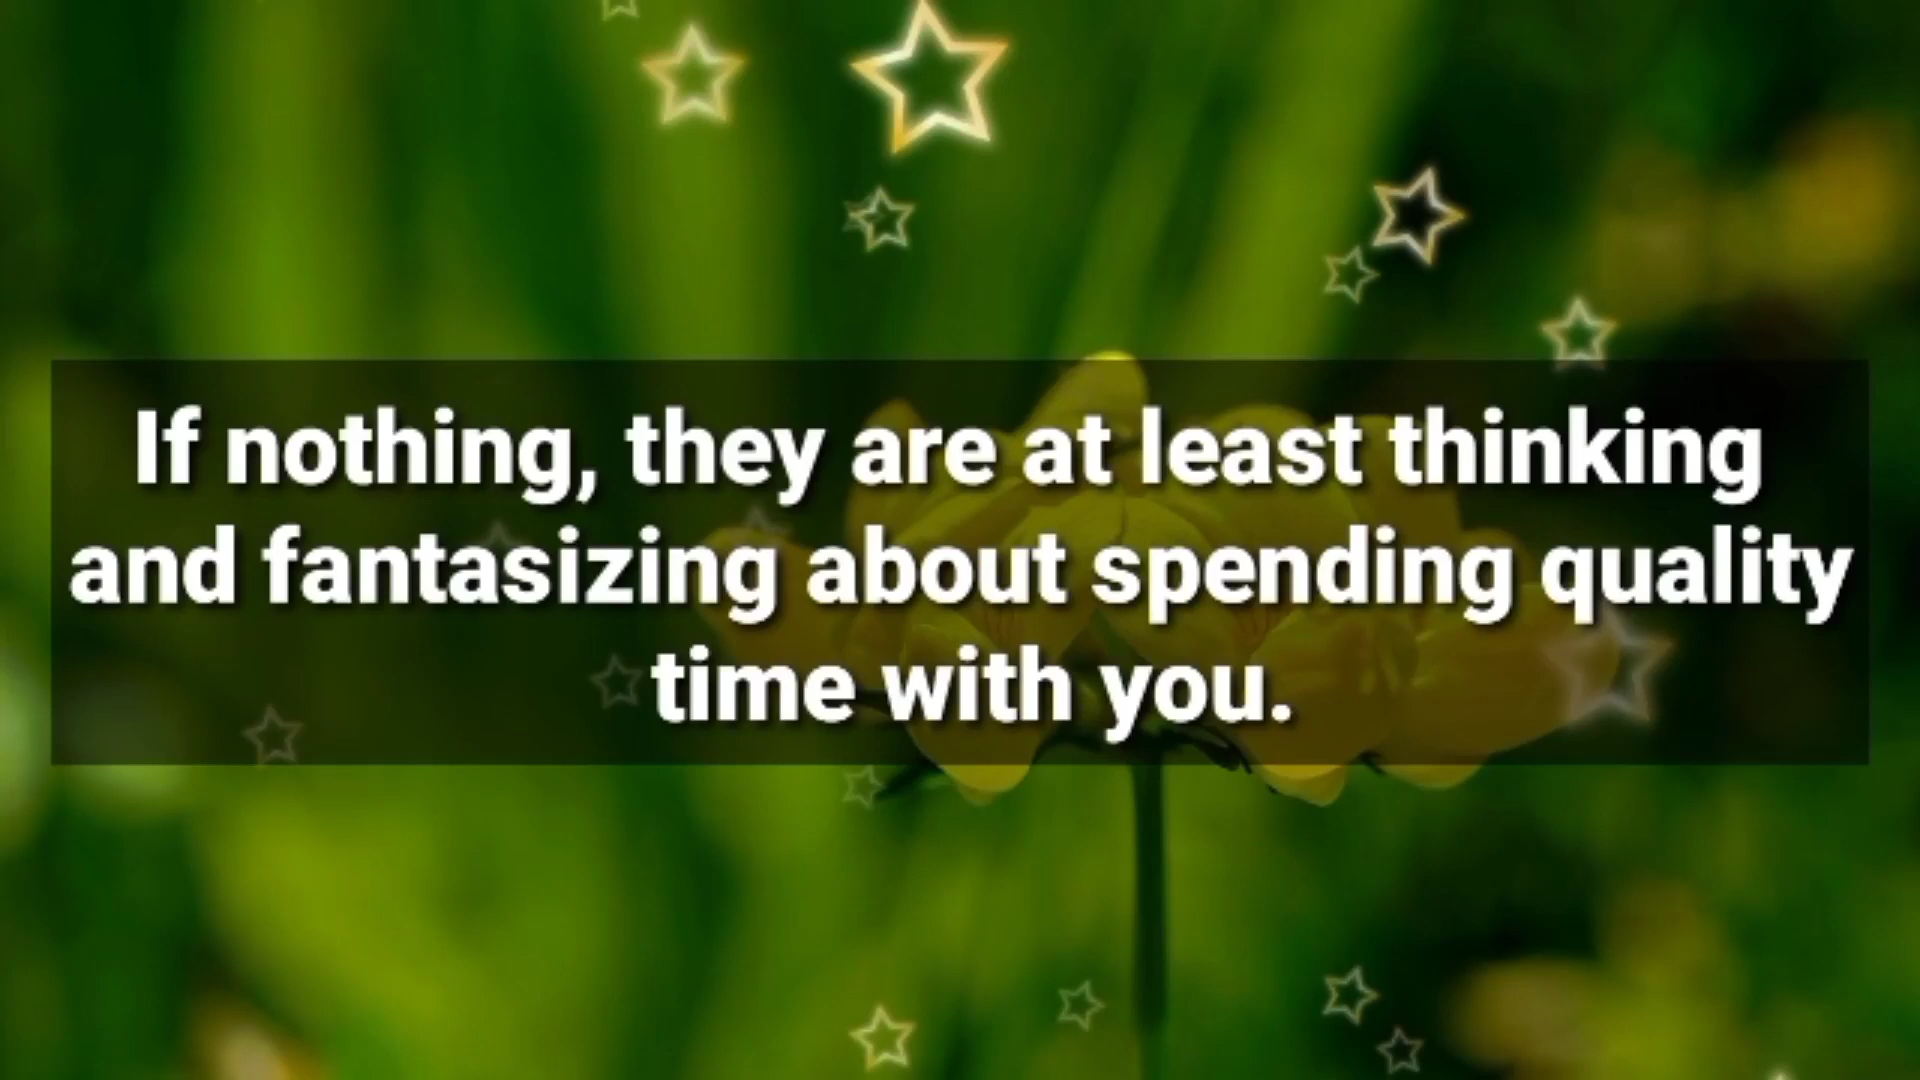 If nothing, they are at least thinking
and fantasizing about spending quality
time with you.